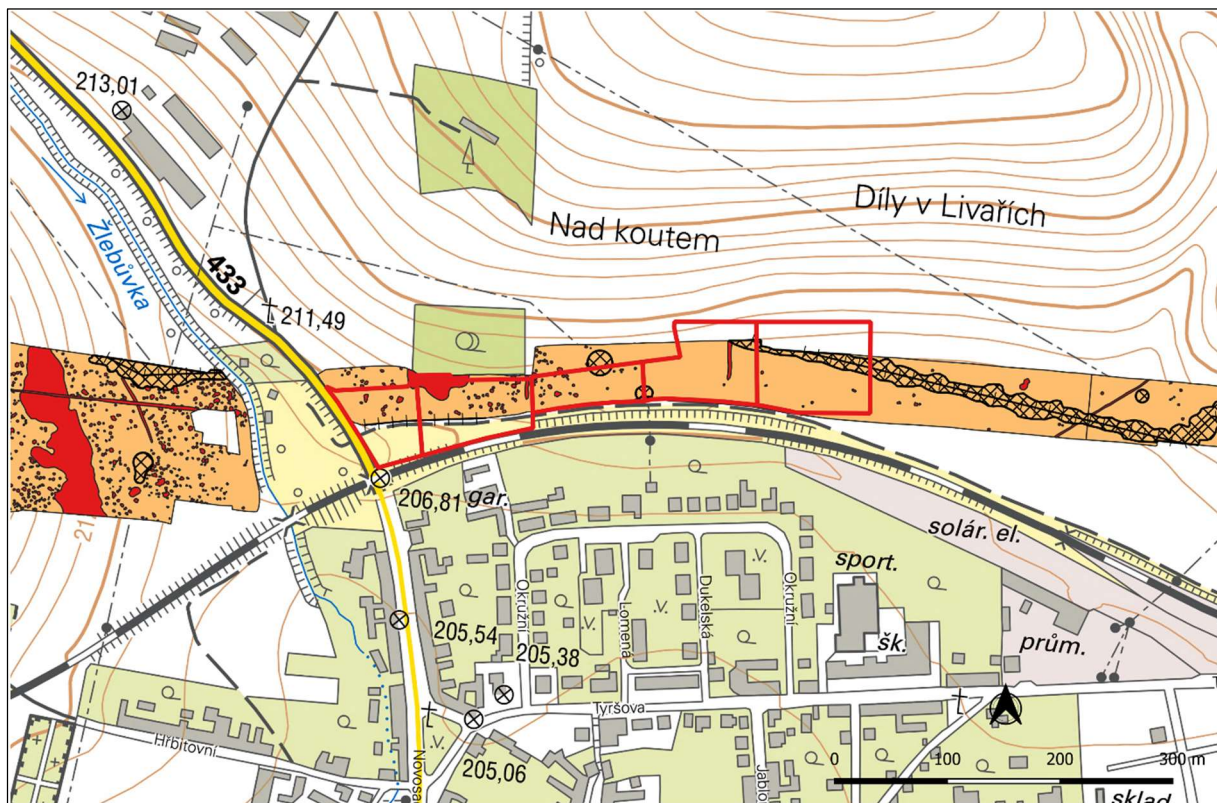 213,01
Žlebůvka
433
211,49
Nad koutem
Díly v Livařích
206,81
gar.
solár. el.
sport.
šk.
prům.
205,54
205,38
205,06
Okružní
Lomená
Dukelská
Okružní
Tyršova
Hřbitovní
0 100 200 300 m
sklad